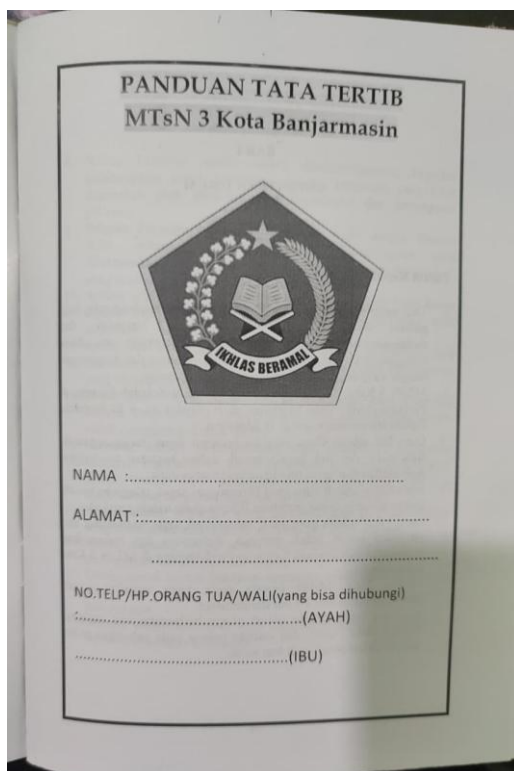 PANDUAN TATA TERTIB
MTsN 3 Kota Banjarmasin
IKHLAS BERAMAL
NAMA :............................................................
ALAMAT :................................................................
................................................................
NO.TELP/HP.ORANG TUA/WALI(yang bisa dihubungi)
:.................................................(AYAH)
...............................................(IBU)